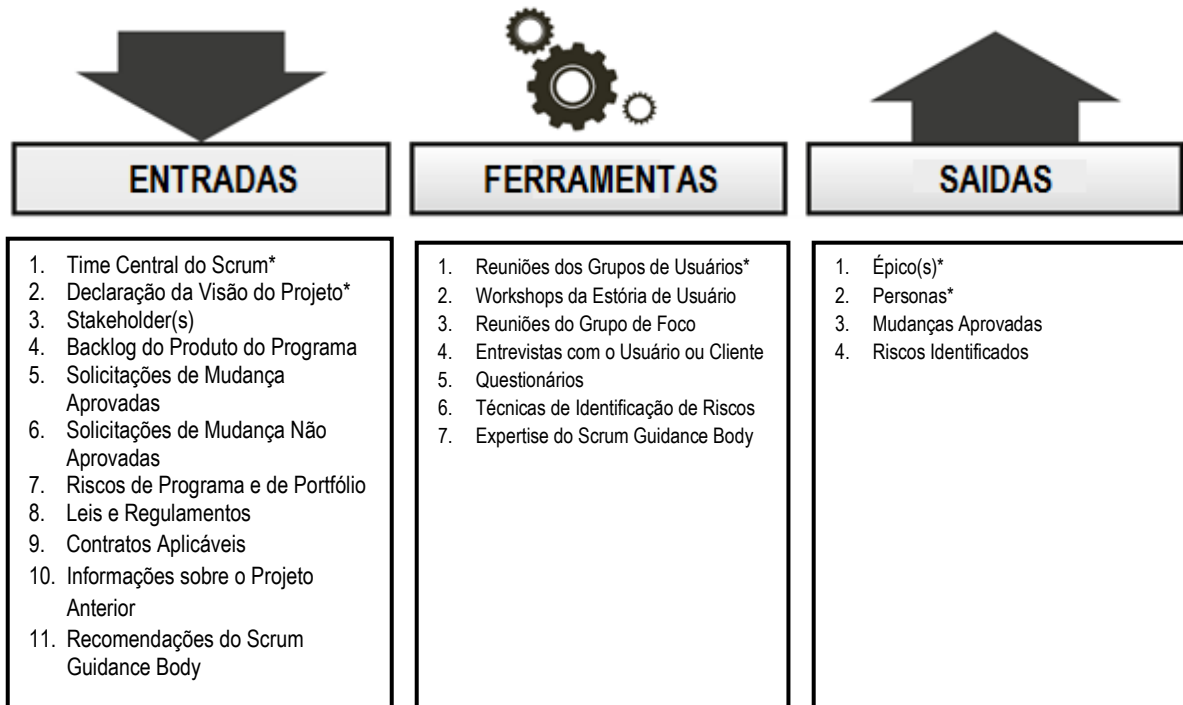 ENTRADAS
1. Time Central do Scrum*
2. Declaração da Visão do Projeto*
3. Stakeholder(s)
4. Backlog do Produto do Programa
5. Solicitações de Mudança
Aprovadas
6. Solicitações de Mudança Não
Aprovadas
7. Riscos de Programa e de Portfólio
8. Leis e Regulamentos
9. Contratos Aplicáveis
10. Informações sobre o Projeto
Anterior
11. Recomendações do Scrum
Guidance Body
FERRAMENTAS
1. Reuniões dos Grupos de Usuários*
2. Workshops da Estória de Usuário
3. Reuniões do Grupo de Foco
4. Entrevistas com o Usuário ou Cliente
5. Questionários
6. Técnicas de Identificação de Riscos
7. Expertise do Scrum Guidance Body
SAIDAS
1. Épico(s)*
2. Personas*
3. Mudanças Aprovadas
4. Riscos Identificados